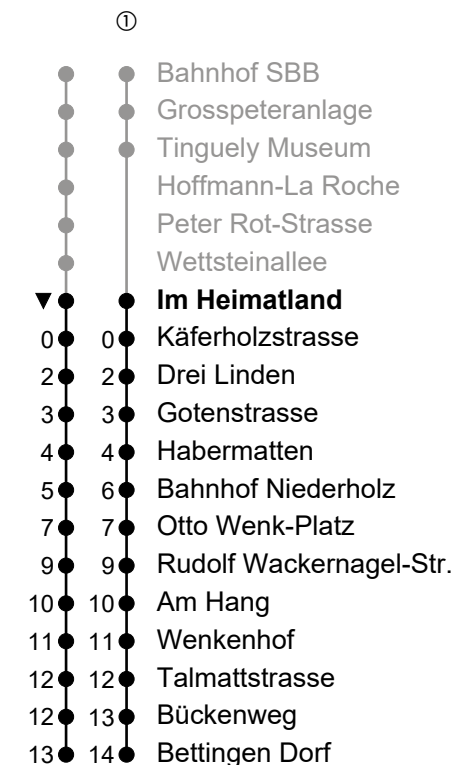 ①
Bahnhof SBB
Grosspeteranlage
Tinguely Museum
Hoffmann-La Roche
Peter Rot-Strasse
Wettsteinallee
▼ Im Heimatland
0 0 Käferholzstrasse
2 2 Drei Linden
3 3 Gotenstrasse
4 4 Habermatten
5 6 Bahnhof Niederholz
7 7 Otto Wenk-Platz
9 9 Rudolf Wackernagel-Str.
10 10 Am Hang
11 11 Wenkenhof
12 12 Talmattstrasse
12 13 Bückenweg
13 14 Bettingen Dorf